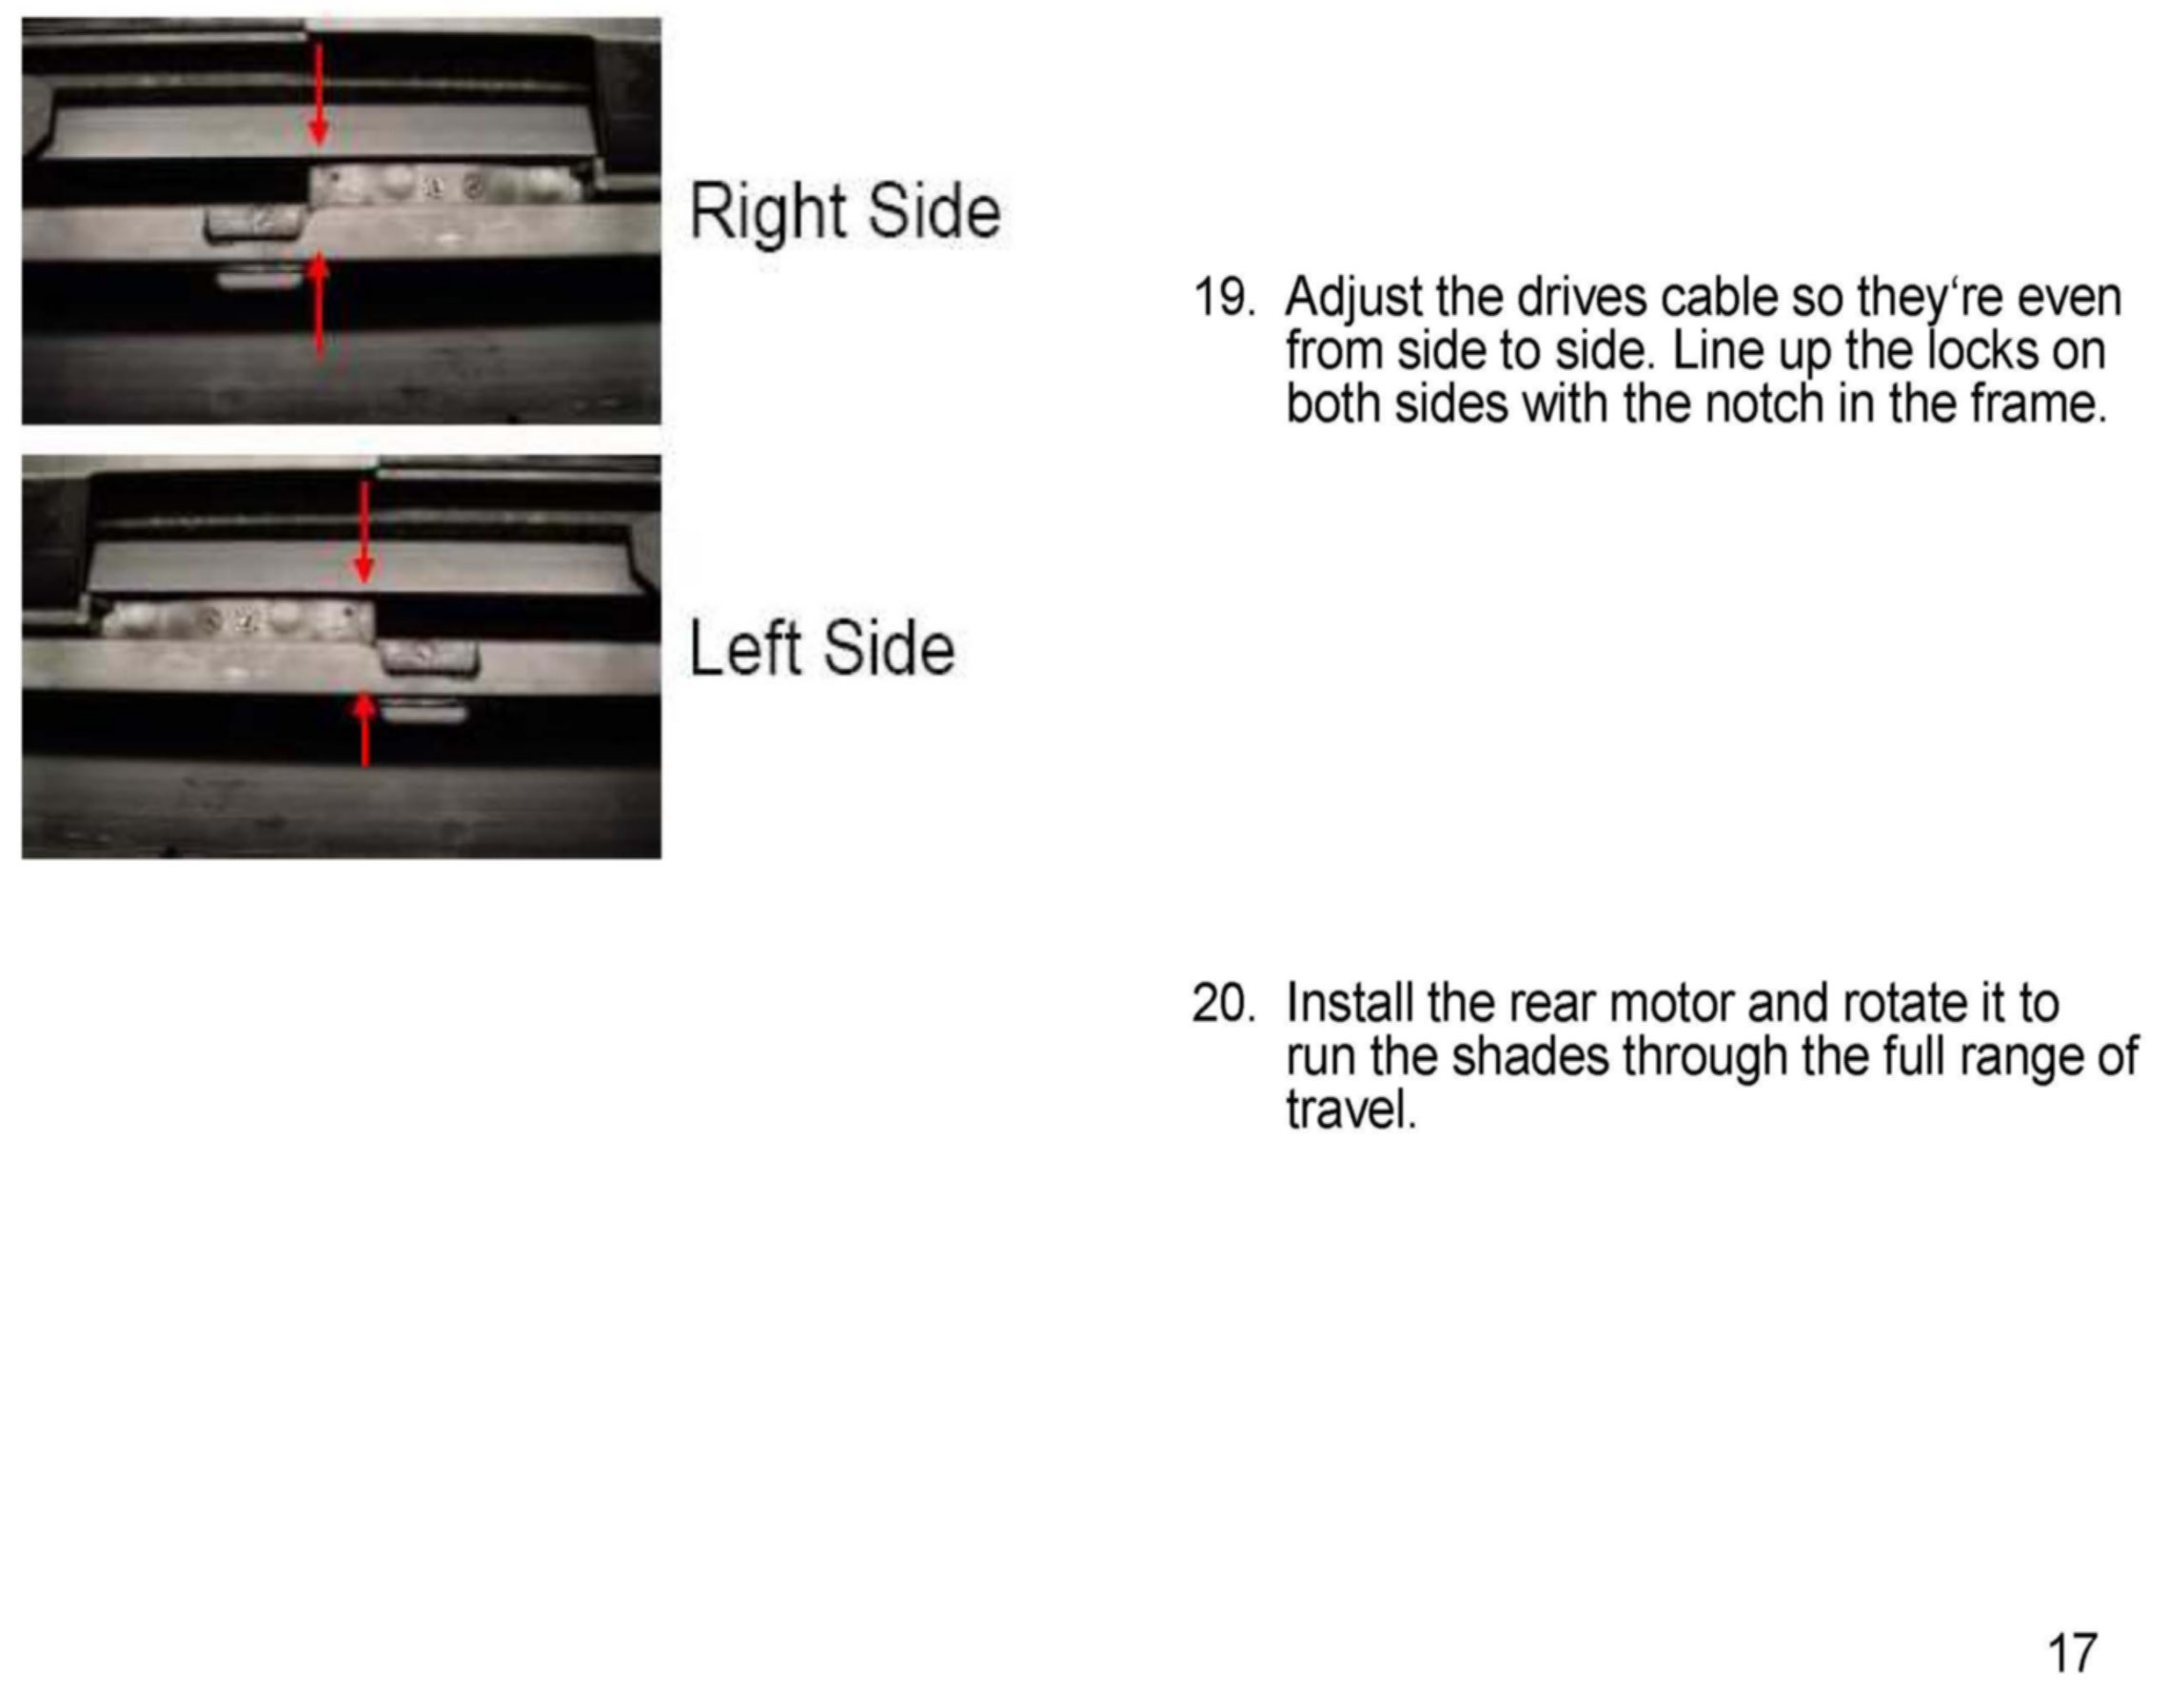 Right Side
Left Side
19. Adjust the drives cable so they‘re even
from side to side. Line up the locks on
both sides with the notch in the frame.
20. Install the rear motor and rotate it to
run the shades through the full range of
travel.
17